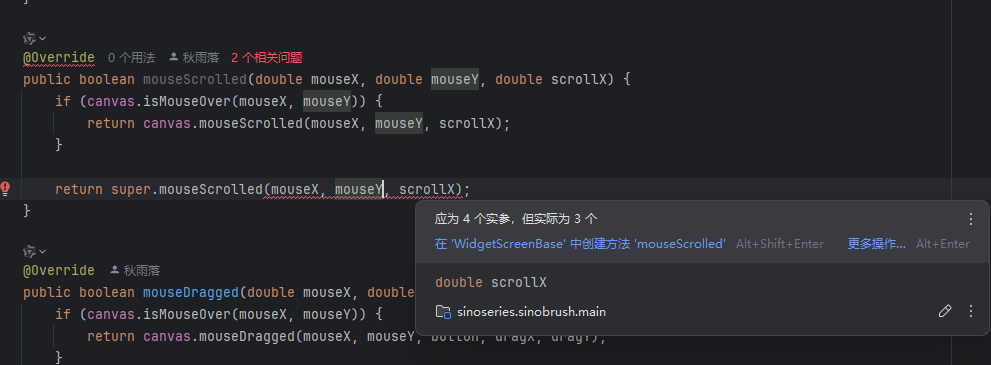 }
@Override 0 个用法 秋雨落 2 个相关问题
public boolean mouseScrolled(double mouseX, double mouseY, double scrollX) {
if (canvas.isMouseOver(mouseX, mouseY)) {
return canvas.mouseScrolled(mouseX, mouseY, scrollX);
}
return super.mouseScrolled(mouseX, mouseY, scrollX);
}
应为 4 个实参，但实际为 3 个
在 'WidgetScreenBase' 中创建方法 'mouseScrolled' Alt+Shift+Enter 更多操作... Alt+Enter
double scrollX
sinoseries.sinobrush.main
@Override 秋雨落
public boolean mouseDragged(double mouseX, double
if (canvas.isMouseOver(mouseX, mouseY)) {
return canvas.mouseDragged(mouseX, mouseY, button, dragX, dragY);
}